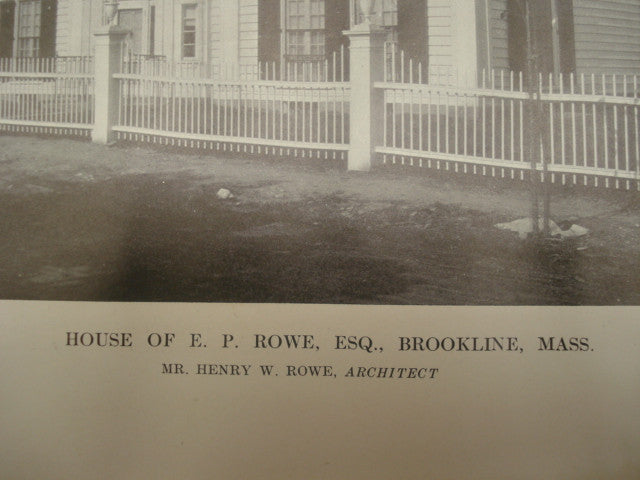 HOUSE OF E. P. ROWE, ESQ., BROOKLINE, MASS.
MR. HENRY W. ROWE, ARCHITECT